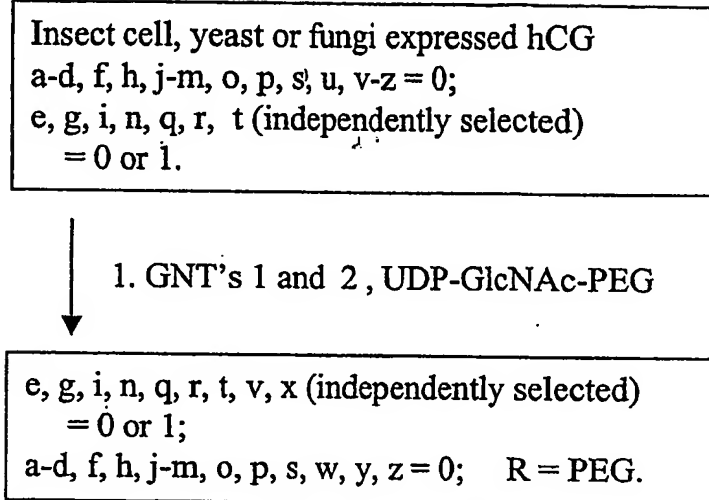 Insect cell, yeast or fungi expressed hCG
a-d, f, h, j-m, o, p, s, u, v-z = 0;
e, g, i, n, q, r, t (independently selected)
= 0 or 1.
1. GNT's 1 and 2 , UDP-GlcNAc-PEG
e, g, i, n, q, r, t, v, x (independently selected)
= 0 or 1;
a-d, f, h, j-m, o, p, s, w, y, z = 0; R = PEG.